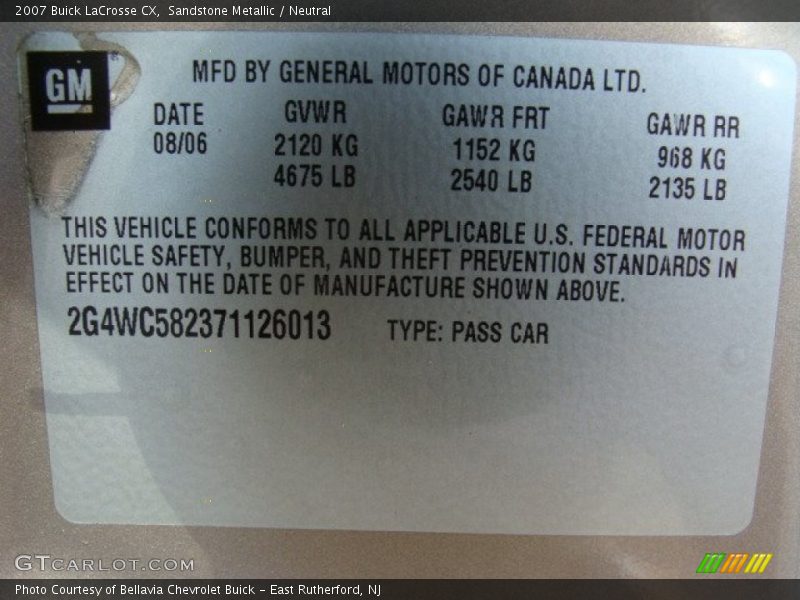 2007 Buick LaCrosse CX, Sandstone Metallic / Neutral
GM
MFD BY GENERAL MOTORS OF CANADA LTD.
DATE GVWR GAWR FRT GAWR RR
08/06 2120 KG 1152 KG 968 KG
4675 LB 2540 LB 2135 LB
THIS VEHICLE CONFORMS TO ALL APPLICABLE U.S. FEDERAL MOTOR
VEHICLE SAFETY, BUMPER, AND THEFT PREVENTION STANDARDS IN
EFFECT ON THE DATE OF MANUFACTURE SHOWN ABOVE.
2G4WC582371126013 TYPE: PASS CAR
GTCARLOT.COM
Photo Courtesy of Bellavia Chevrolet Buick - East Rutherford, NJ